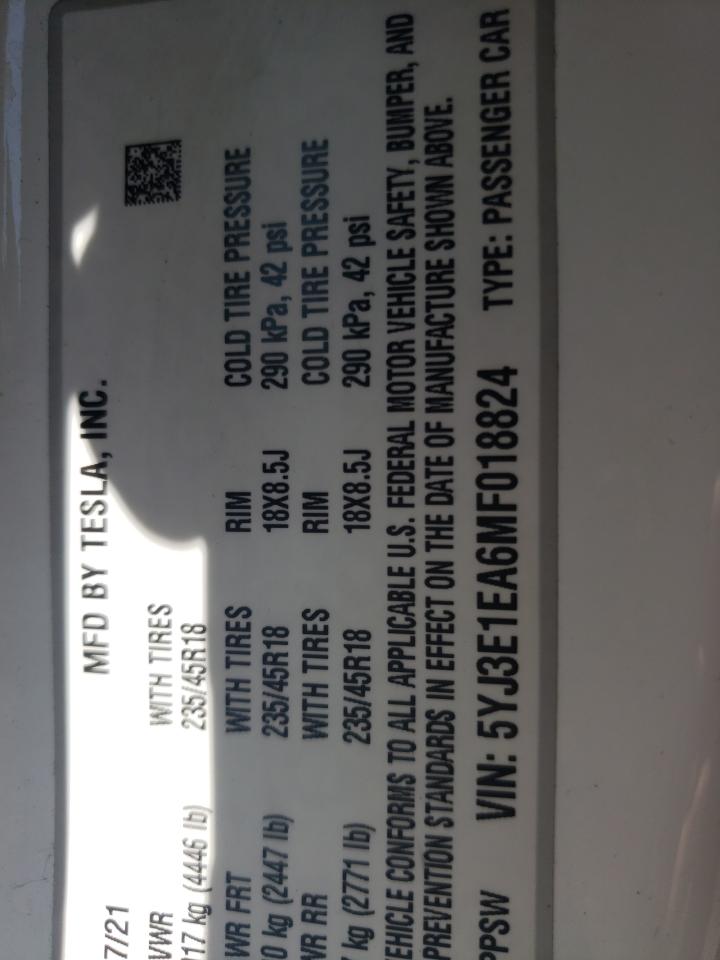 7/21 MFD BY TESLA, INC.
VWR WITH TIRES
17 kg (4446 lb) 235/45R18
WR FRT WITH TIRES RIM COLD TIRE PRESSURE
0 kg (2447 lb) 235/45R18 18X8.5J 290 kPa, 42 psi
WR RR WITH TIRES RIM COLD TIRE PRESSURE
kg (2771 lb) 235/45R18 18X8.5J 290 kPa, 42 psi
EHICLE CONFORMS TO ALL APPLICABLE U.S. FEDERAL MOTOR VEHICLE SAFETY, BUMPER, AND
PREVENTION STANDARDS IN EFFECT ON THE DATE OF MANUFACTURE SHOWN ABOVE.
PPSW VIN: 5YJ3E1EA6MF018824 TYPE: PASSENGER CAR